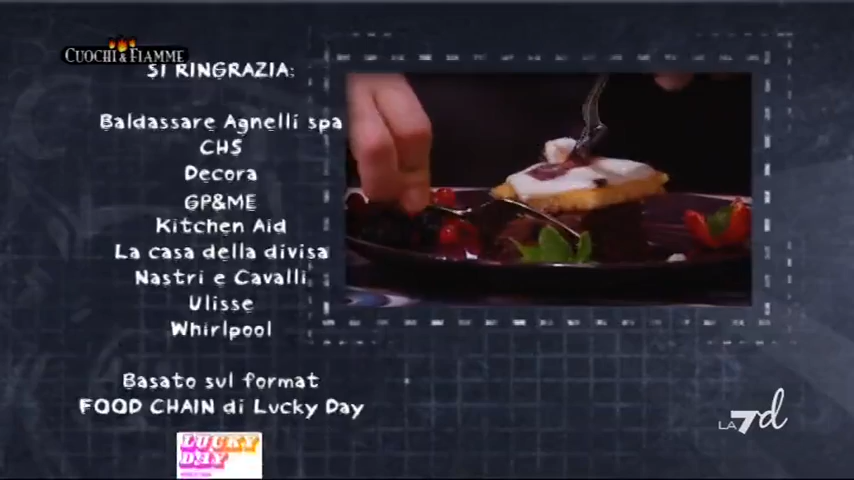 CUOCHI & FIAMME
SI RINGRAZIA:
Baldassare Agnelli spa
CHS
Decora
GP&ME
Kitchen Aid
La casa della divisa
Nastri e Cavalli
Ulisse
Whirlpool
Basato sul format
FOOD CHAIN di Lucky Day
LUCKY
DAY
LA7d